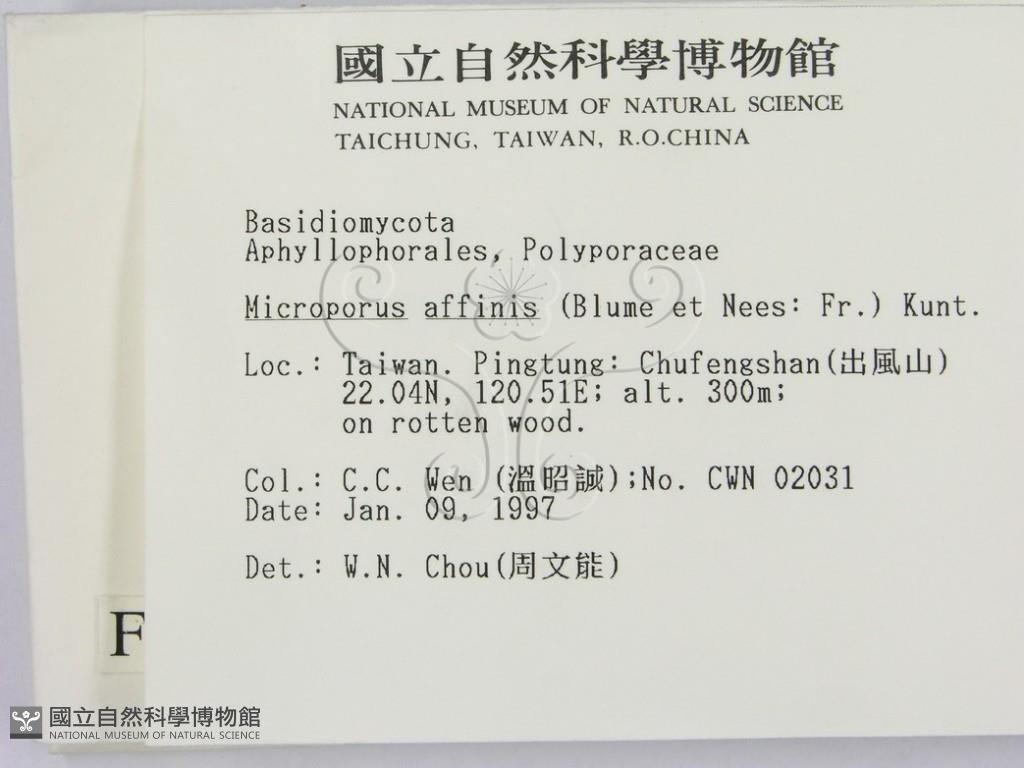 國立自然科學博物館
NATIONAL MUSEUM OF NATURAL SCIENCE
TAICHUNG, TAIWAN, R.O.CHINA
Basidiomycota
Aphyllophorales, Polyporaceae
Microporus affinis (Blume et Nees: Fr.) Kunt.
Loc.: Taiwan. Pingtung: Chufengshan(出風山)
22.04N, 120.51E; alt. 300m;
on rotten wood.
Col.: C.C. Wen (溫昭誠);No. CWN 02031
Date: Jan. 09, 1997
Det.: W.N. Chou(周文能)
F
國立自然科學博物館
NATIONAL MUSEUM OF NATURAL SCIENCE